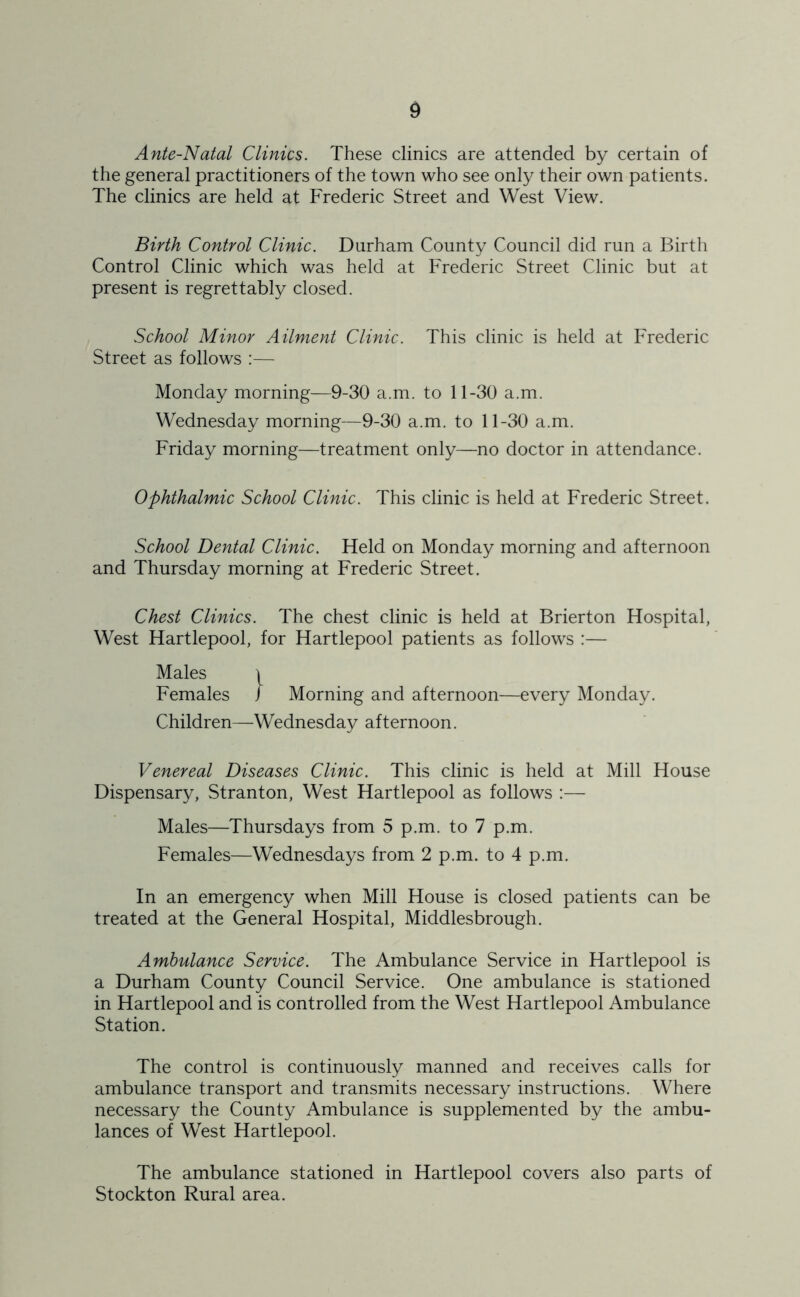 9
Ante-Natal Clinics. These clinics are attended by certain of
the general practitioners of the town who see only their own patients.
The clinics are held at Frederic Street and West View.
Birth Control Clinic. Durham County Council did run a Birth
Control Clinic which was held at Frederic Street Clinic but at
present is regrettably closed.
School Minor Ailment Clinic. This clinic is held at Frederic
Street as follows :—
Monday morning—9-30 a.m. to 11-30 a.m.
Wednesday morning—9-30 a.m. to 11-30 a.m.
Friday morning—treatment only—no doctor in attendance.
Ophthalmic School Clinic. This clinic is held at Frederic Street.
School Dental Clinic. Held on Monday morning and afternoon
and Thursday morning at Frederic Street.
Chest Clinics. The chest clinic is held at Brierton Hospital,
West Hartlepool, for Hartlepool patients as follows :—
Males }
Females } Morning and afternoon—every Monday.
Children—Wednesday afternoon.
Venereal Diseases Clinic. This clinic is held at Mill House
Dispensary, Stranton, West Hartlepool as follows :—
Males—Thursdays from 5 p.m. to 7 p.m.
Females—Wednesdays from 2 p.m. to 4 p.m.
In an emergency when Mill House is closed patients can be
treated at the General Hospital, Middlesbrough.
Ambulance Service. The Ambulance Service in Hartlepool is
a Durham County Council Service. One ambulance is stationed
in Hartlepool and is controlled from the West Hartlepool Ambulance
Station.
The control is continuously manned and receives calls for
ambulance transport and transmits necessary instructions. Where
necessary the County Ambulance is supplemented by the ambu-
lances of West Hartlepool.
The ambulance stationed in Hartlepool covers also parts of
Stockton Rural area.